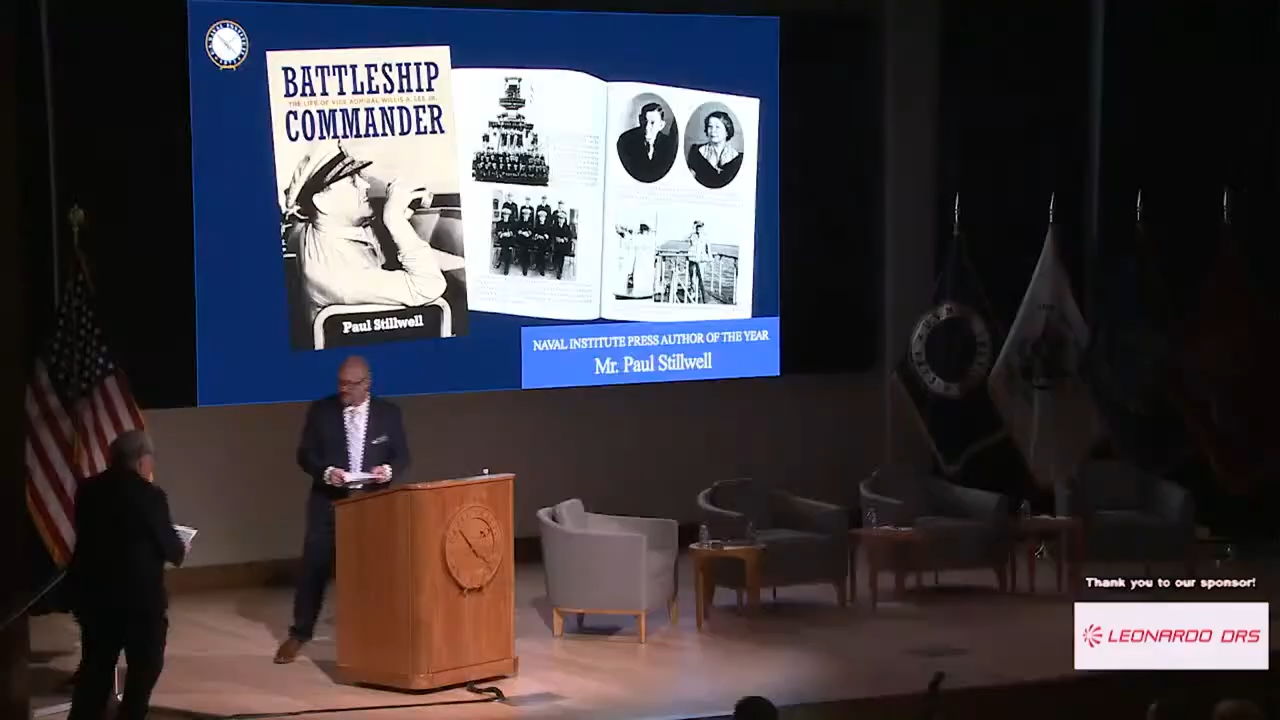 BATTLESHIP
THE LIFE OF VICE ADMIRAL WILLIS A. LEE JR.
COMMANDER
Paul Stillwell
NAVAL INSTITUTE PRESS AUTHOR OF THE YEAR
Mr. Paul Stillwell
Thank you to our sponsor!
LEONARDO DRS